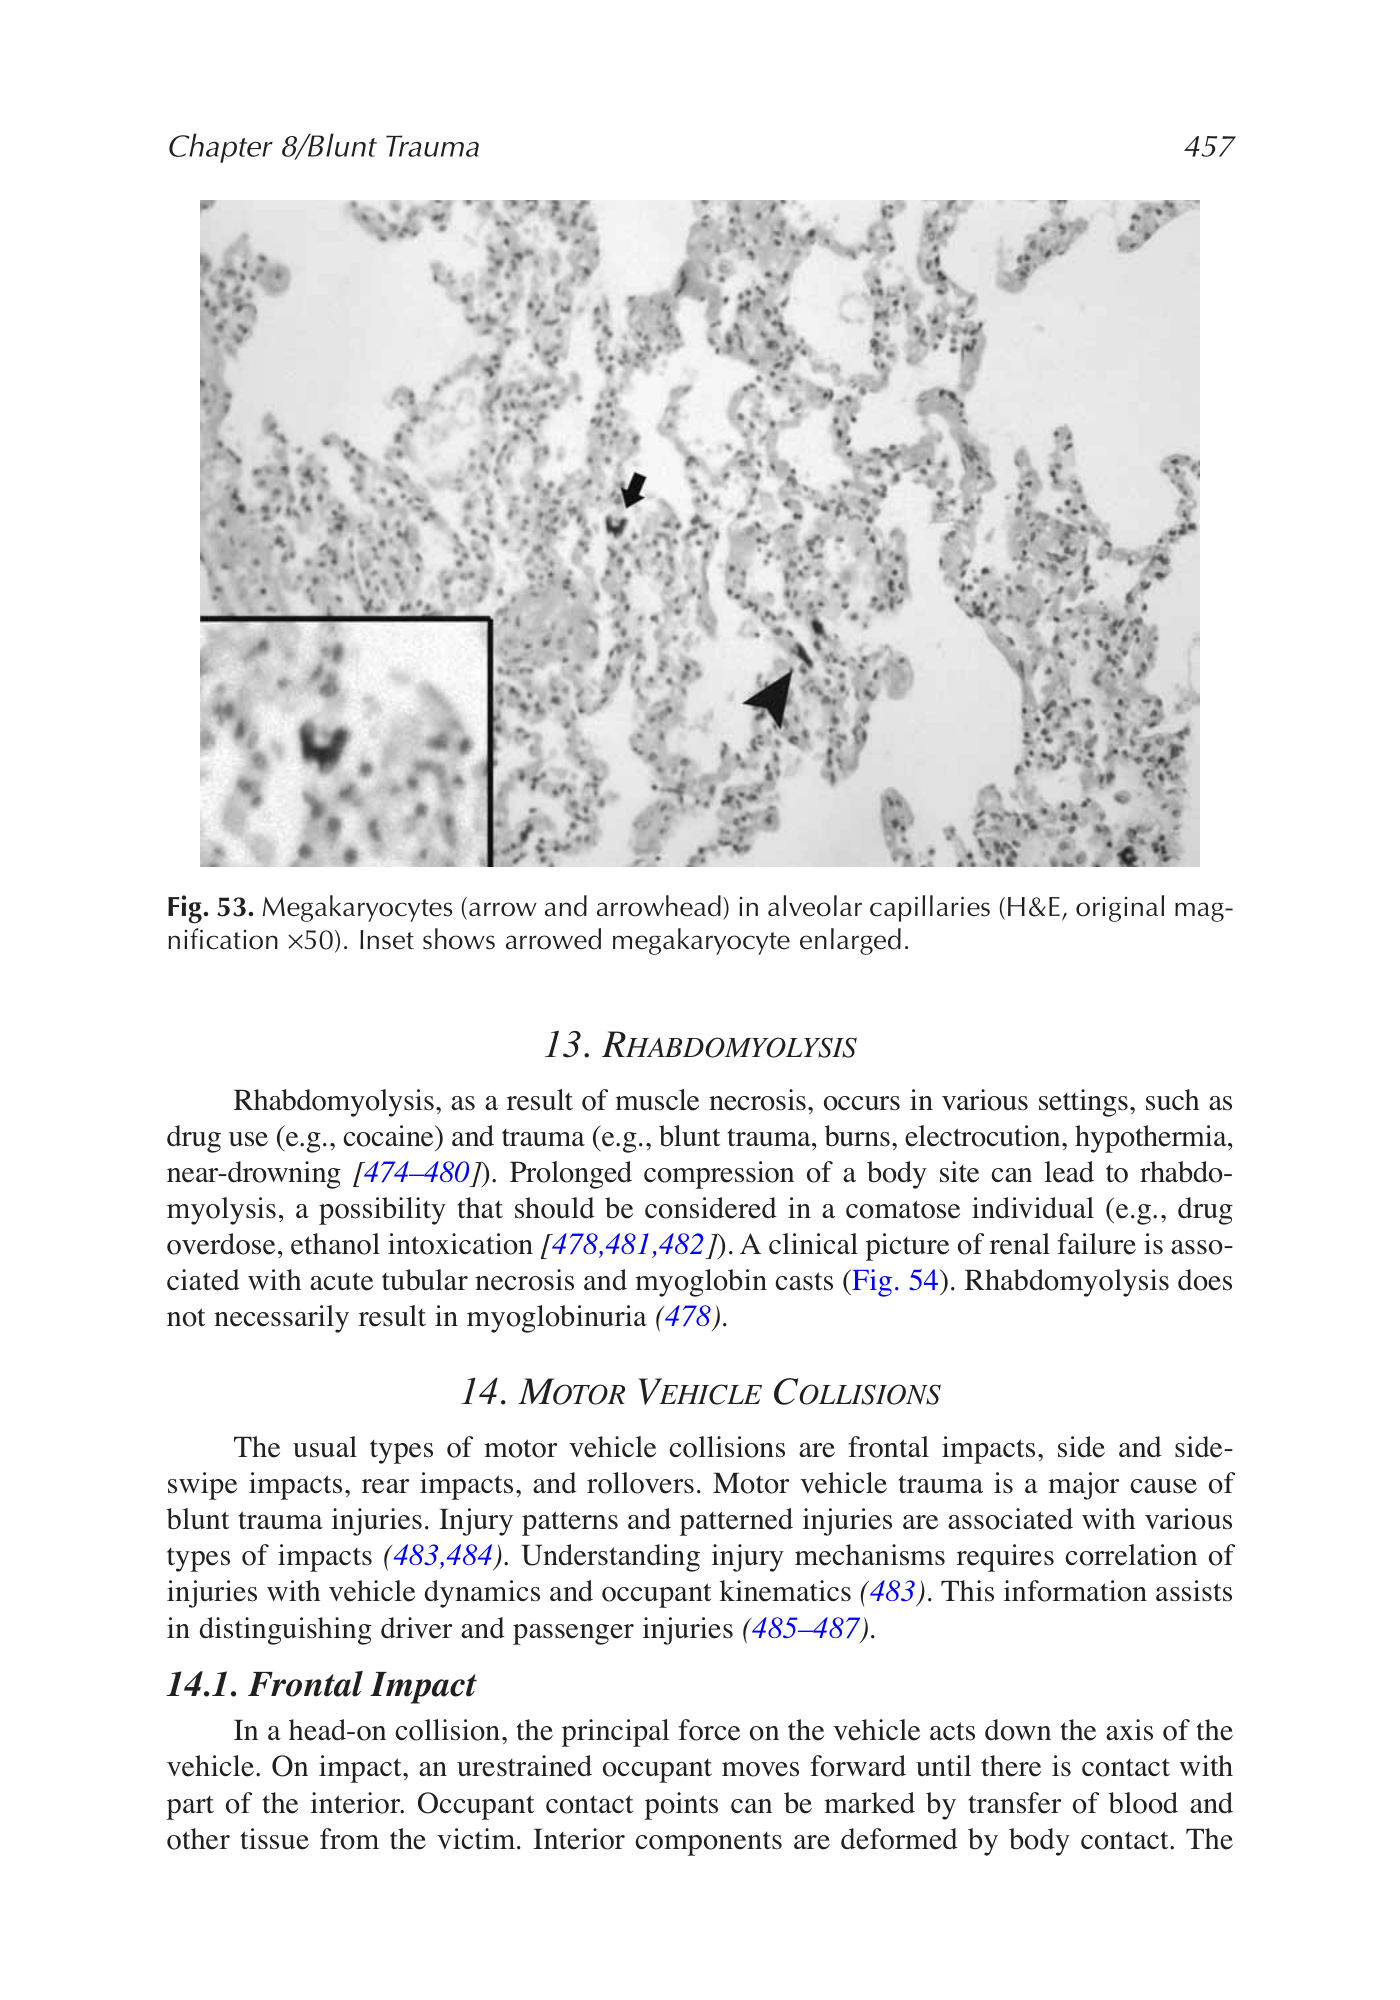 Chapter 8/Blunt Trauma 457
Fig. 53. Megakaryocytes (arrow and arrowhead) in alveolar capillaries (H&E, original mag-
nification ×50). Inset shows arrowed megakaryocyte enlarged.
13. RHABDOMYOLYSIS
Rhabdomyolysis, as a result of muscle necrosis, occurs in various settings, such as
drug use (e.g., cocaine) and trauma (e.g., blunt trauma, burns, electrocution, hypothermia,
near-drowning [474–480]). Prolonged compression of a body site can lead to rhabdo-
myolysis, a possibility that should be considered in a comatose individual (e.g., drug
overdose, ethanol intoxication [478,481,482]). A clinical picture of renal failure is asso-
ciated with acute tubular necrosis and myoglobin casts (Fig. 54). Rhabdomyolysis does
not necessarily result in myoglobinuria (478).
14. MOTOR VEHICLE COLLISIONS
The usual types of motor vehicle collisions are frontal impacts, side and side-
swipe impacts, rear impacts, and rollovers. Motor vehicle trauma is a major cause of
blunt trauma injuries. Injury patterns and patterned injuries are associated with various
types of impacts (483,484). Understanding injury mechanisms requires correlation of
injuries with vehicle dynamics and occupant kinematics (483). This information assists
in distinguishing driver and passenger injuries (485–487).
14.1. Frontal Impact
In a head-on collision, the principal force on the vehicle acts down the axis of the
vehicle. On impact, an urestrained occupant moves forward until there is contact with
part of the interior. Occupant contact points can be marked by transfer of blood and
other tissue from the victim. Interior components are deformed by body contact. The